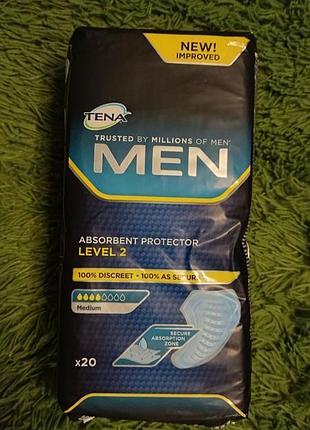 NEW!
IMPROVED
TENA
TRUSTED BY MILLIONS OF MEN*
MEN
ABSORBENT PROTECTOR
LEVEL 2
100% DISCREET • 100% AS SECURE
Medium
SECURE
ABSORPTION
ZONE
x20